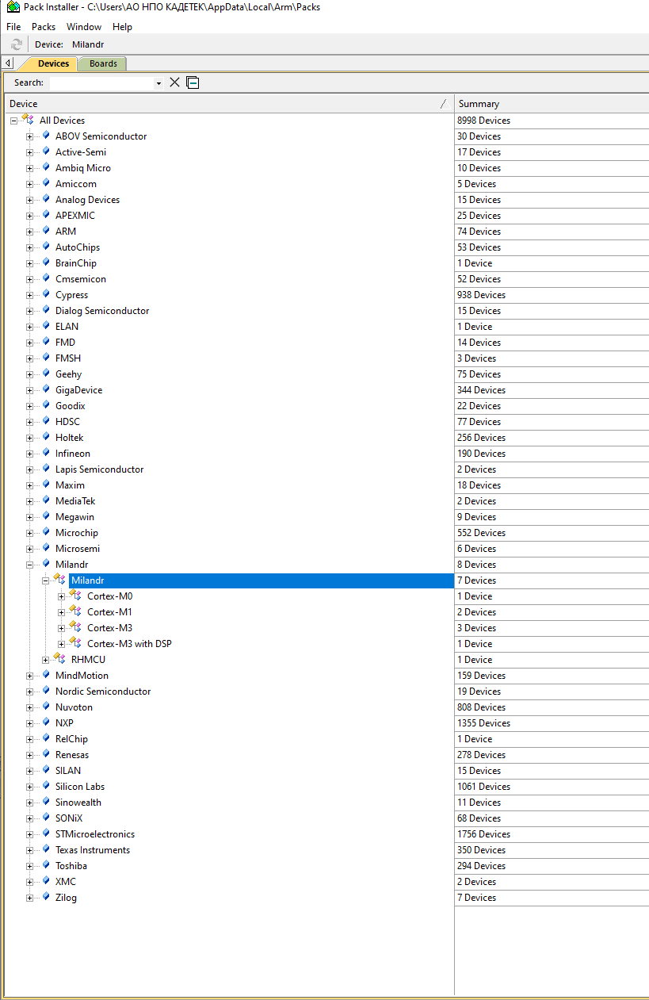 Pack Installer - C:\Users\АО НПО КАДЕТЕК\AppData\Local\Arm\Packs
File Packs Window Help
Device: Milandr
Devices Boards
Search:
Device Summary
All Devices 8998 Devices
ABOV Semiconductor 30 Devices
Active-Semi 17 Devices
Ambiq Micro 10 Devices
Amiccom 5 Devices
Analog Devices 15 Devices
APEXMIC 25 Devices
ARM 74 Devices
AutoChips 53 Devices
BrainChip 1 Device
Cmsemicon 52 Devices
Cypress 938 Devices
Dialog Semiconductor 15 Devices
ELAN 1 Device
FMD 14 Devices
FMSH 3 Devices
Geehy 75 Devices
GigaDevice 344 Devices
Goodix 22 Devices
HDSC 77 Devices
Holtek 256 Devices
Infineon 190 Devices
Lapis Semiconductor 2 Devices
Maxim 18 Devices
MediaTek 2 Devices
Megawin 9 Devices
Microchip 552 Devices
Microsemi 6 Devices
Milandr 8 Devices
Milandr 7 Devices
Cortex-M0 1 Device
Cortex-M1 2 Devices
Cortex-M3 3 Devices
Cortex-M3 with DSP 1 Device
RHMCU 1 Device
MindMotion 159 Devices
Nordic Semiconductor 19 Devices
Nuvoton 808 Devices
NXP 1355 Devices
RelChip 1 Device
Renesas 278 Devices
SILAN 15 Devices
Silicon Labs 1061 Devices
Sinowealth 11 Devices
SONiX 68 Devices
STMicroelectronics 1756 Devices
Texas Instruments 350 Devices
Toshiba 294 Devices
XMC 2 Devices
Zilog 7 Devices